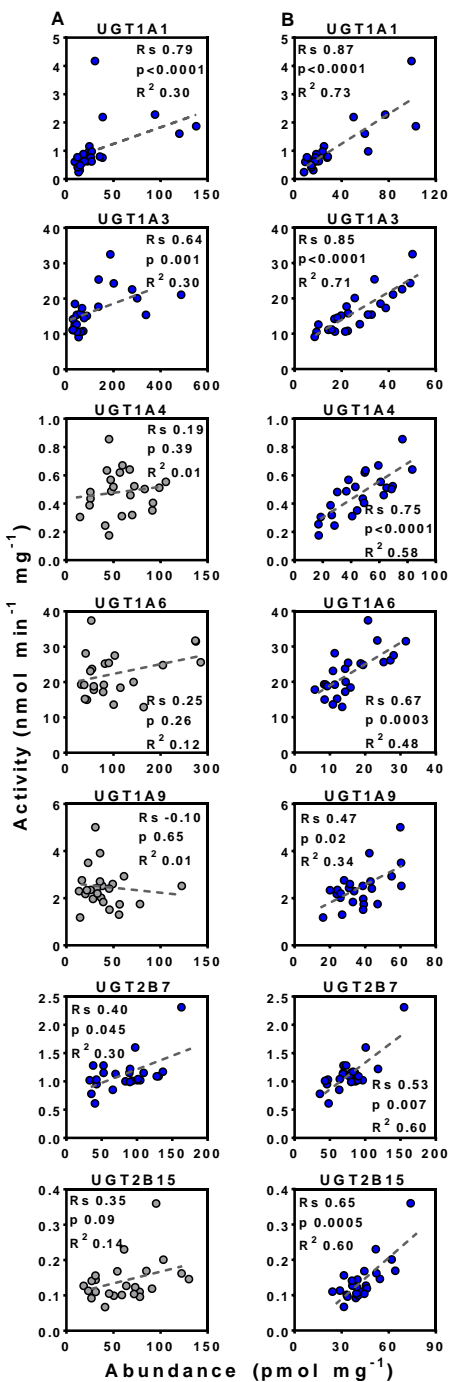 A
B
UGT1A1
5
4
3
2
1
0
0
50
100
150
Rs 0.79
p<0.0001
R² 0.30
UGT1A1
5
4
3
2
1
0
0
40
80
120
Rs 0.87
p<0.0001
R² 0.73
UGT1A3
40
30
20
10
0
0
200
400
600
Rs 0.64
p 0.001
R² 0.30
UGT1A3
40
30
20
10
0
0
20
40
60
Rs 0.85
p<0.0001
R² 0.71
UGT1A4
1.0
0.8
0.6
0.4
0.2
0.0
0
50
100
150
Rs 0.19
p 0.39
R² 0.01
UGT1A4
1.0
0.8
0.6
0.4
0.2
0.0
0
20
40
60
80
100
Rs 0.75
p<0.0001
R² 0.58
UGT1A6
40
30
20
10
0
0
100
200
300
Rs 0.25
p 0.26
R² 0.12
UGT1A6
40
30
20
10
0
0
10
20
30
40
Rs 0.67
p 0.0003
R² 0.48
UGT1A9
6
4
2
0
0
50
100
150
Rs -0.10
p 0.65
R² 0.01
UGT1A9
6
4
2
0
0
20
40
60
80
Rs 0.47
p 0.02
R² 0.34
UGT2B7
2.5
2.0
1.5
1.0
0.5
0.0
0
50
100
150
200
Rs 0.40
p 0.045
R² 0.30
UGT2B7
2.5
2.0
1.5
1.0
0.5
0.0
0
50
100
150
200
Rs 0.53
p 0.007
R² 0.60
UGT2B15
0.4
0.3
0.2
0.1
0.0
0
50
100
150
Rs 0.35
p 0.09
R² 0.14
UGT2B15
0.4
0.3
0.2
0.1
0.0
0
30
60
90
Rs 0.65
p 0.0005
R² 0.60
Activity (nmol min⁻¹ mg⁻¹)
Abundance (pmol mg⁻¹)